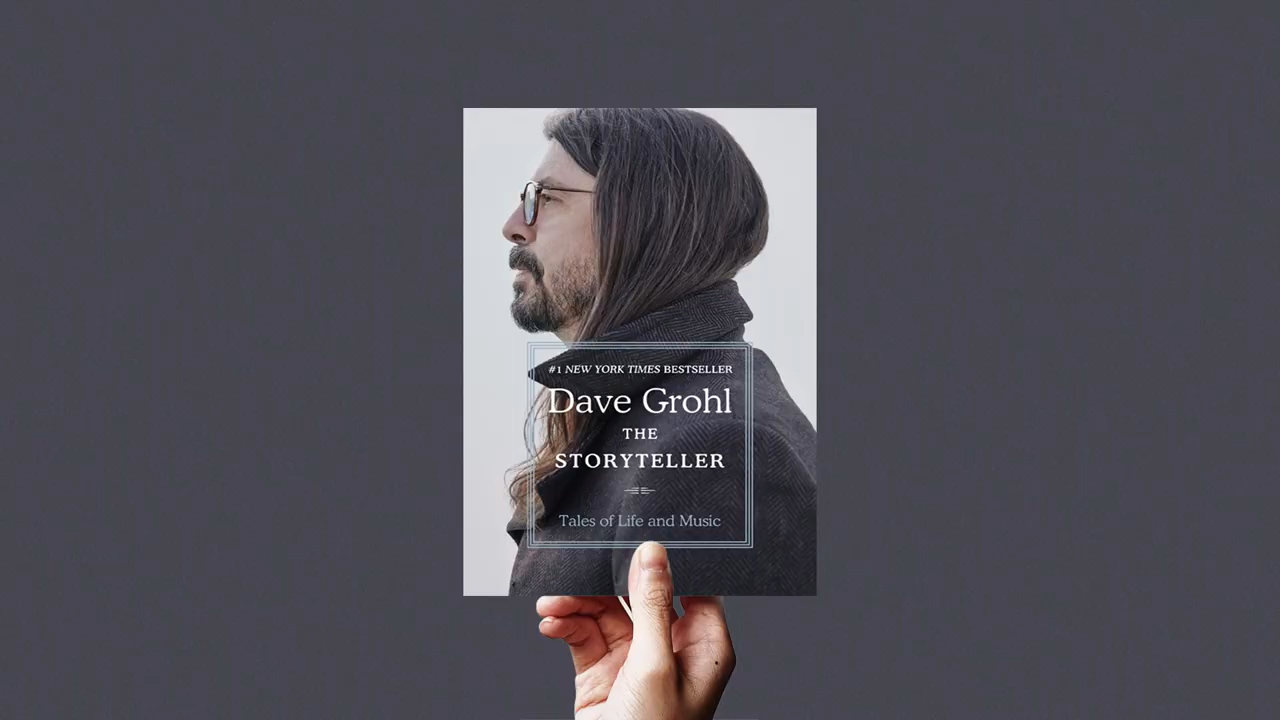 #1 NEW YORK TIMES BESTSELLER
Dave Grohl
THE
STORYTELLER
Tales of Life and Music